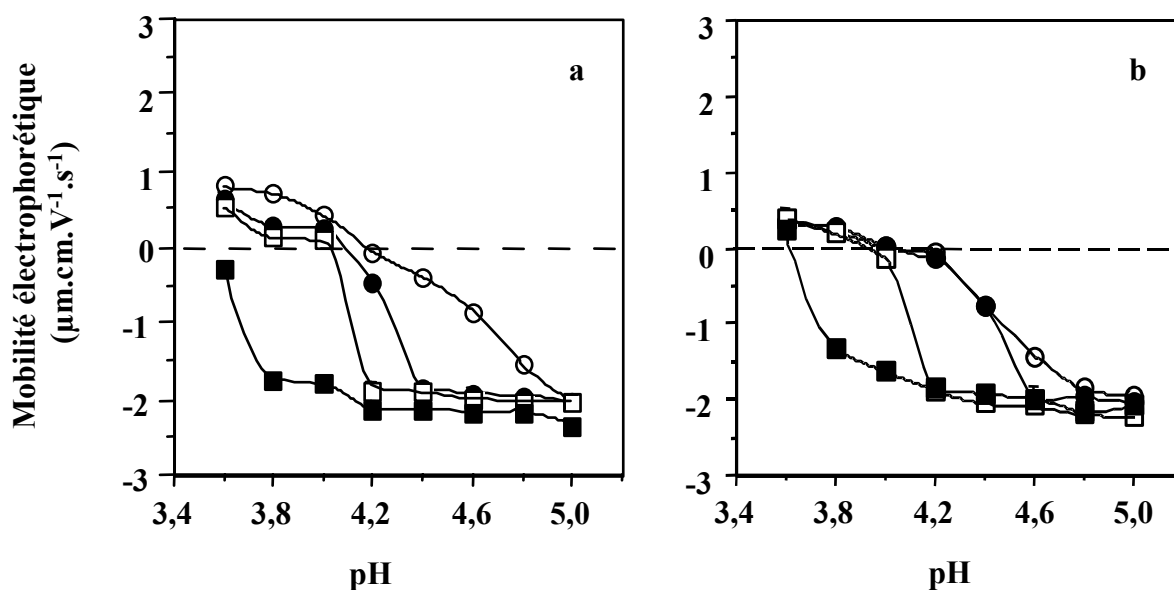 Mobilité électrophorétique
(µm.cm.V-1.s-1)
a
3
2
1
0
-1
-2
-3
3,4 3,8 4,2 4,6 5,0
pH
b
3
2
1
0
-1
-2
-3
3,4 3,8 4,2 4,6 5,0
pH